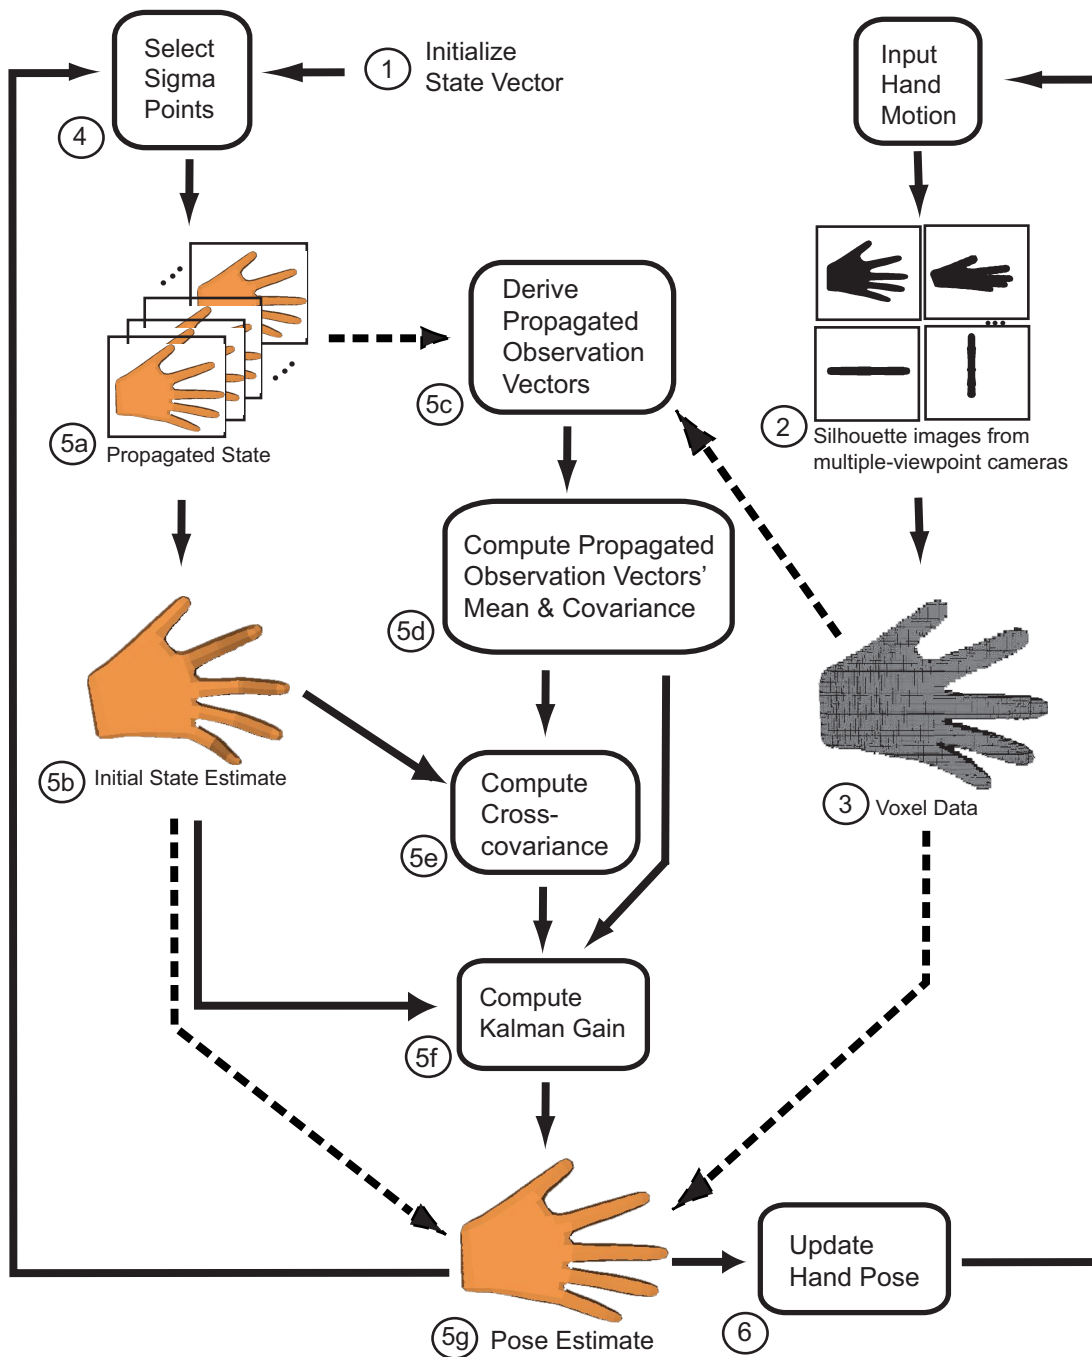 Select
Sigma
Points
4
1
Initialize
State Vector
Input
Hand
Motion
5a
Propagated State
Derive
Propagated
Observation
Vectors
5c
2
Silhouette images from
multiple-viewpoint cameras
Compute Propagated
Observation Vectors'
Mean & Covariance
5d
5b
Initial State Estimate
Compute
Cross-
covariance
5e
3
Voxel Data
Compute
Kalman Gain
5f
5g
Pose Estimate
Update
Hand Pose
6